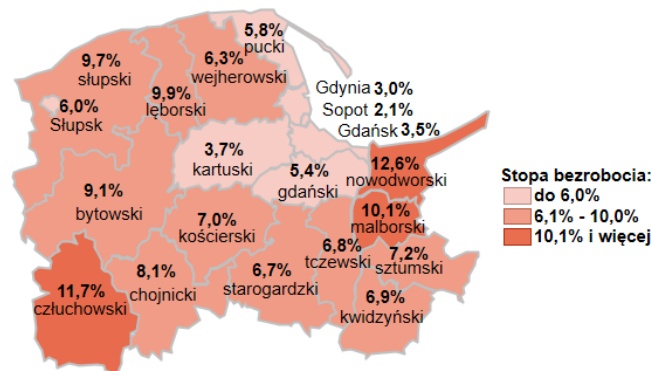 5,8%
pucki
9,7%
słupski
6,3%
wejherowski
9,9%
lęborski
6,0%
Słupsk
Gdynia 3,0%
Sopot 2,1%
Gdańsk 3,5%
3,7%
kartuski
5,4%
gdański
12,6%
nowodworski
Stopa bezrobocia:
do 6,0%
6,1% - 10,0%
10,1% i więcej
9,1%
bytowski
7,0%
kościerski
10,1%
malborski
6,8%
tczewski
7,2%
sztumski
8,1%
chojnicki
6,7%
starogardzki
11,7%
człuchowski
6,9%
kwidzyński